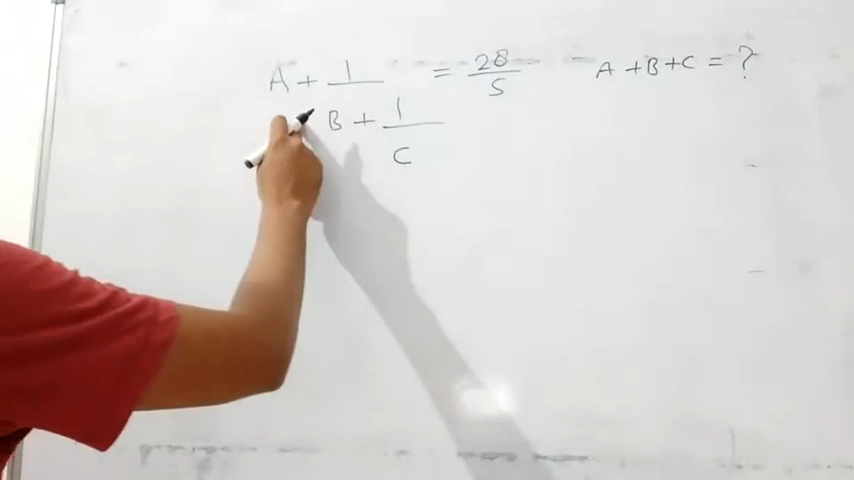 A + 1 = 28 A + B + C = ?
B + 1 5
C